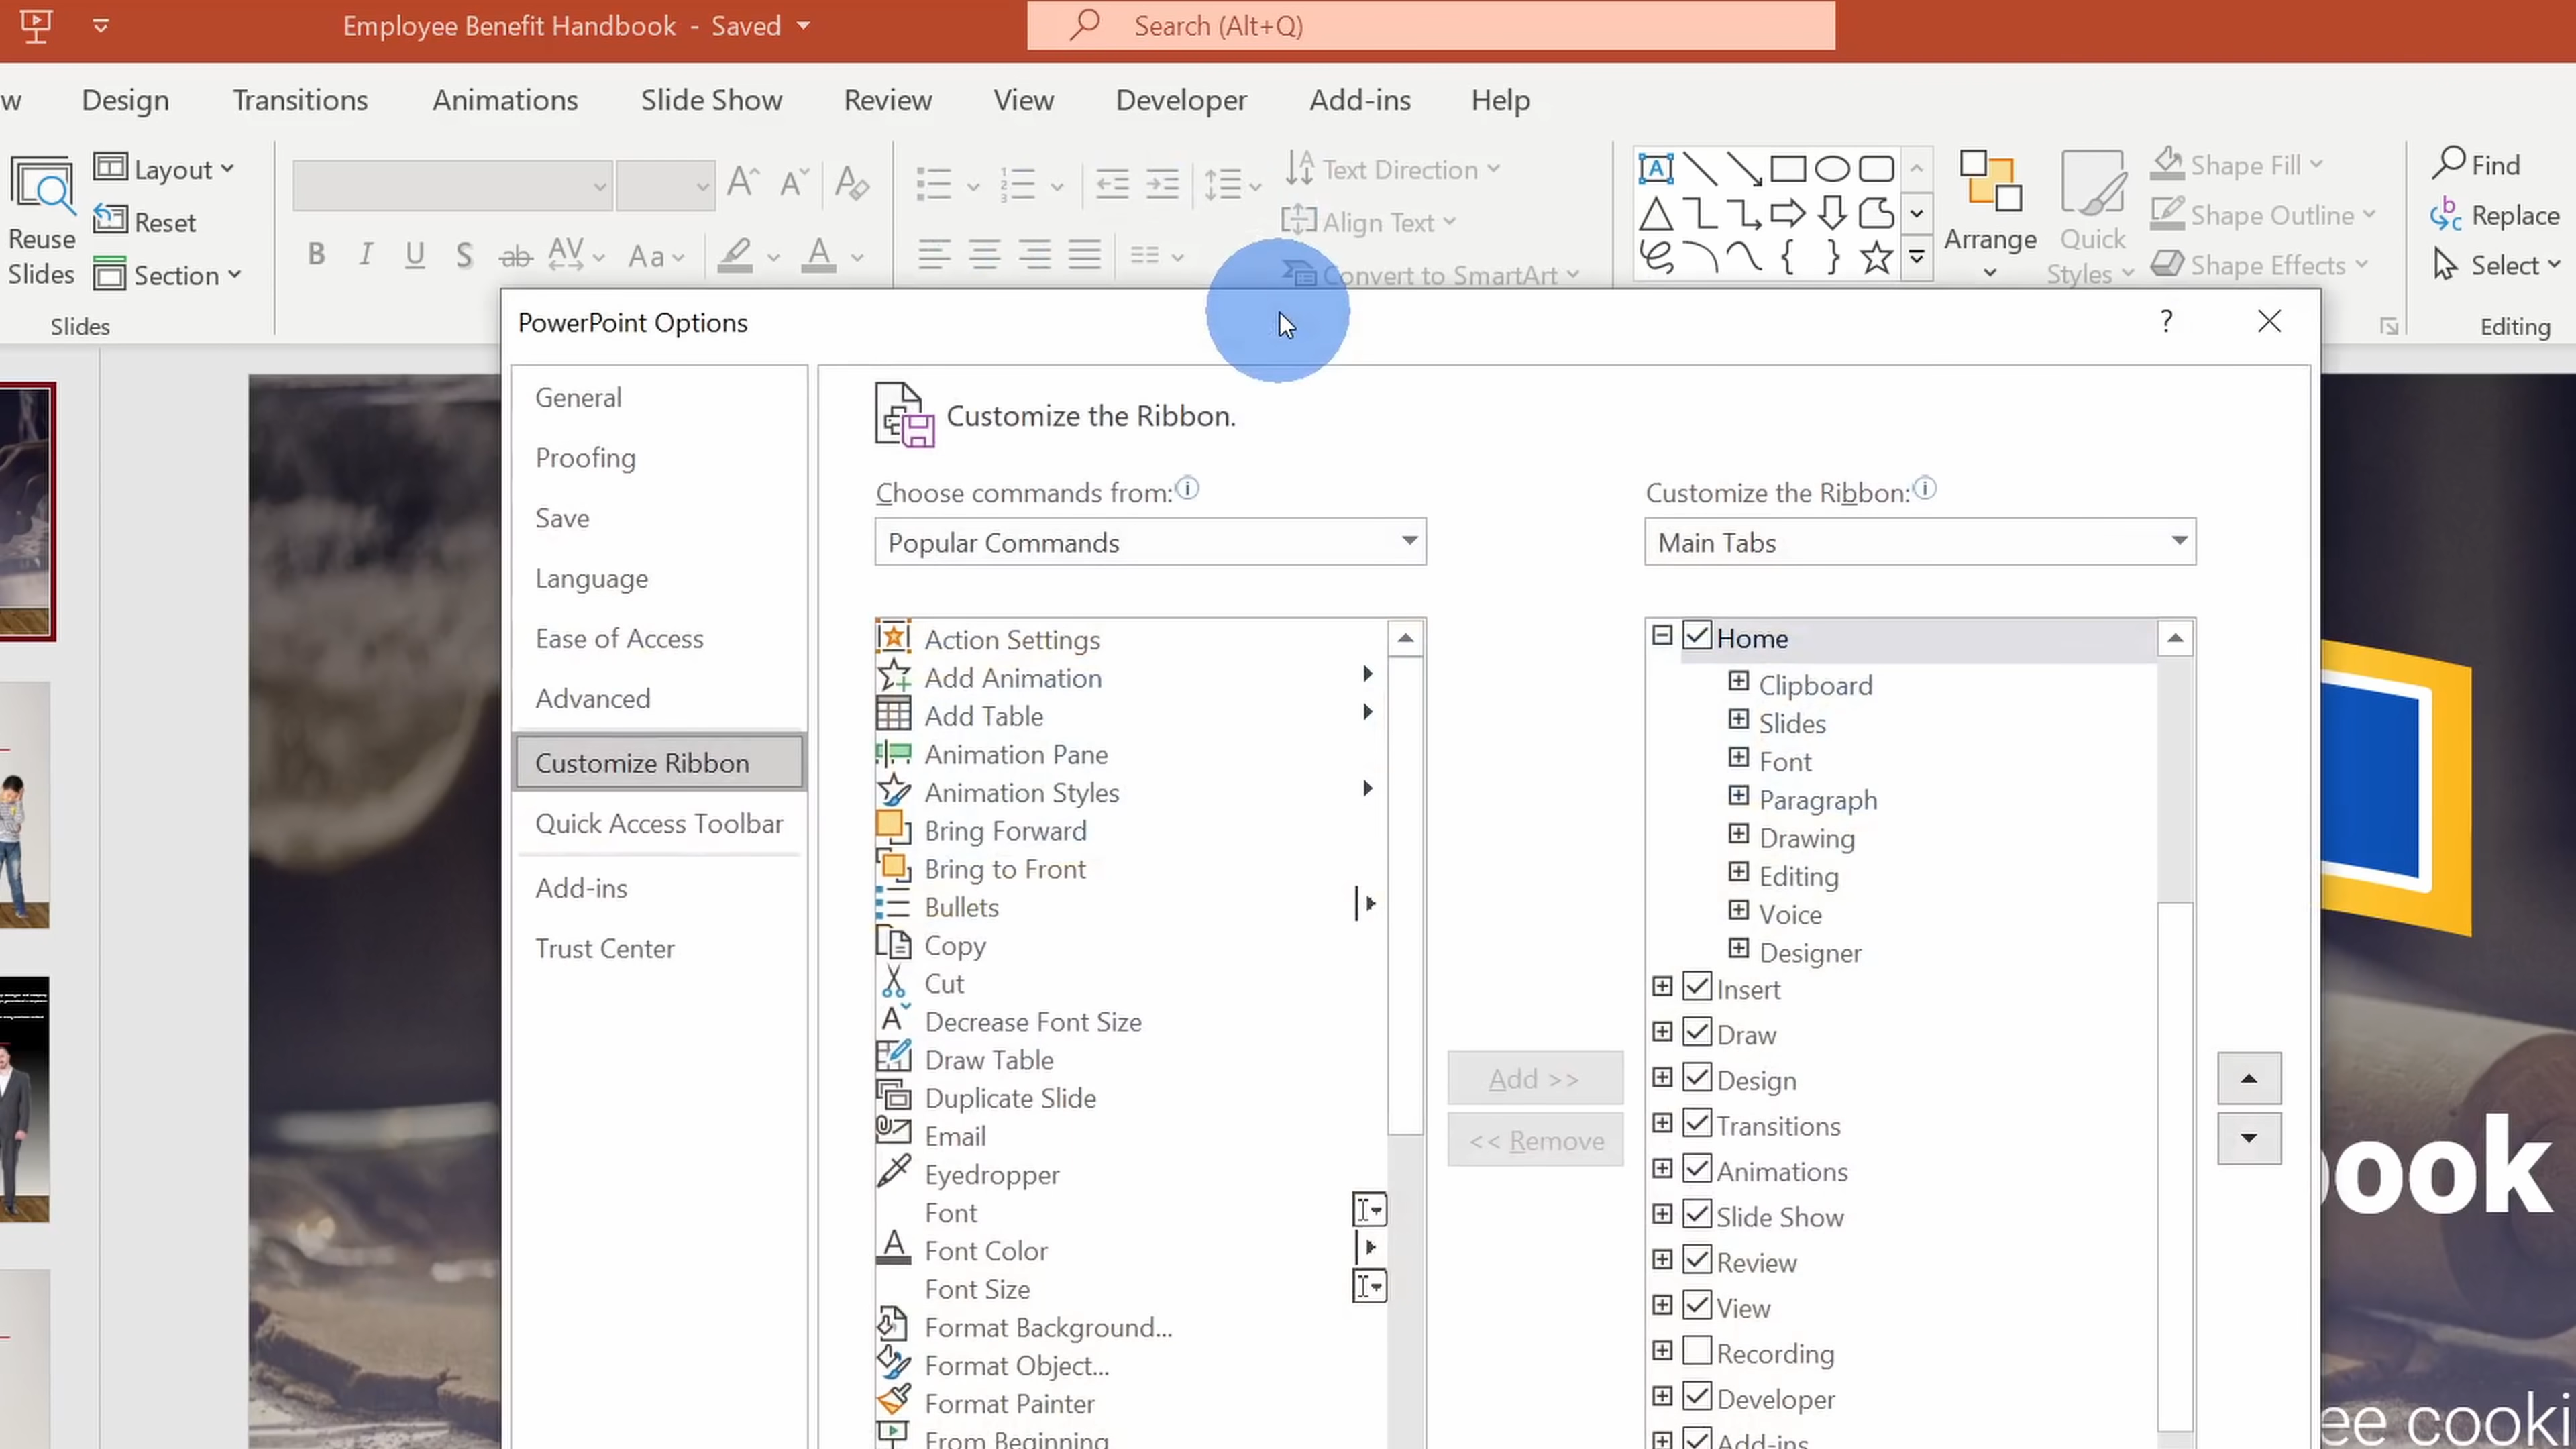 Employee Benefit Handbook - Saved
Search (Alt+Q)
w Design Transitions Animations Slide Show Review View Developer Add-ins Help
Reuse Slides
Layout
Reset
Section
Slides
B I U S ab AV Aa A
Text Direction
Align Text
Convert to SmartArt
Arrange
Quick Styles
Shape Fill
Shape Outline
Shape Effects
Find
Replace
Select
Editing
PowerPoint Options
?
General
Proofing
Save
Language
Ease of Access
Advanced
Customize Ribbon
Quick Access Toolbar
Add-ins
Trust Center
Customize the Ribbon.
Choose commands from:
Popular Commands
Action Settings
Add Animation
Add Table
Animation Pane
Animation Styles
Bring Forward
Bring to Front
Bullets
Copy
Cut
Decrease Font Size
Draw Table
Duplicate Slide
Email
Eyedropper
Font
Font Color
Font Size
Format Background...
Format Object...
Format Painter
From Beginning
Add >>
<< Remove
Customize the Ribbon:
Main Tabs
Home
Clipboard
Slides
Font
Paragraph
Drawing
Editing
Voice
Designer
Insert
Draw
Design
Transitions
Animations
Slide Show
Review
View
Recording
Developer
Add-ins
ook
ee cooki